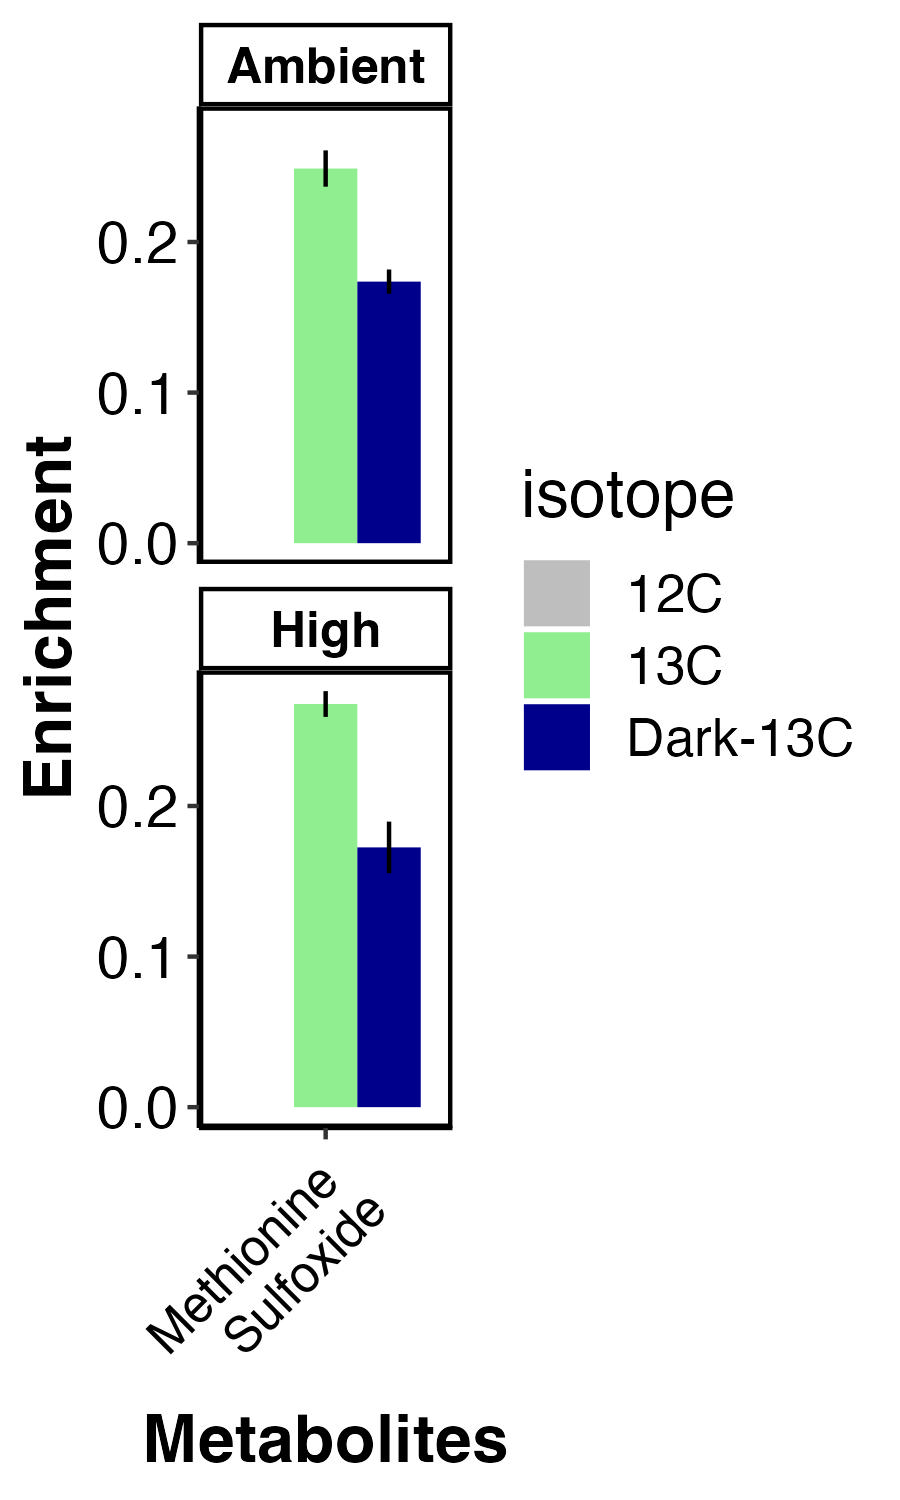 Ambient
0.2
0.1
0.0
High
0.2
0.1
0.0
Enrichment
Methionine
Sulfoxide
Metabolites
isotope
12C
13C
Dark-13C